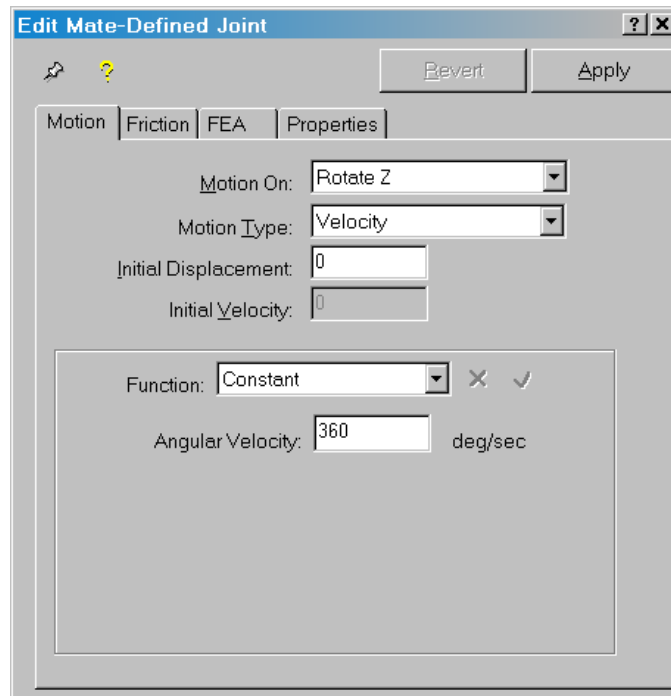 Edit Mate-Defined Joint ? X
? Revert Apply
Motion Friction FEA Properties
Motion On: Rotate Z
Motion Type: Velocity
Initial Displacement: 0
Initial Velocity: 0
Function: Constant
Angular Velocity: 360 deg/sec